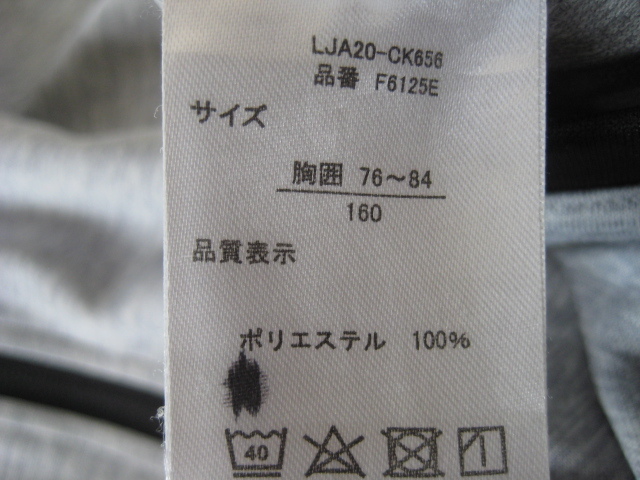 LJA20-CK656
品番 F6125E
サイズ
胸囲 76～84
160
品質表示
ポリエステル 100%
40